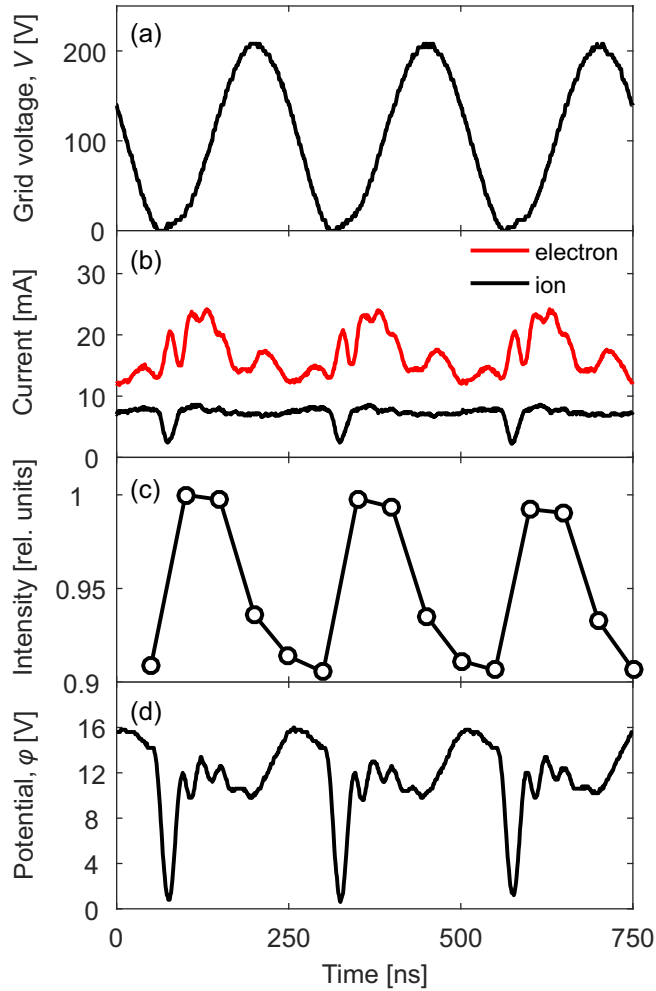 (a)
Grid voltage, V [V]
200
100
0
(b)
electron
ion
Current [mA]
30
20
10
0
(c)
Intensity [rel. units]
1
0.95
0.9
(d)
Potential, φ [V]
16
12
8
4
0
0 250 500 750
Time [ns]